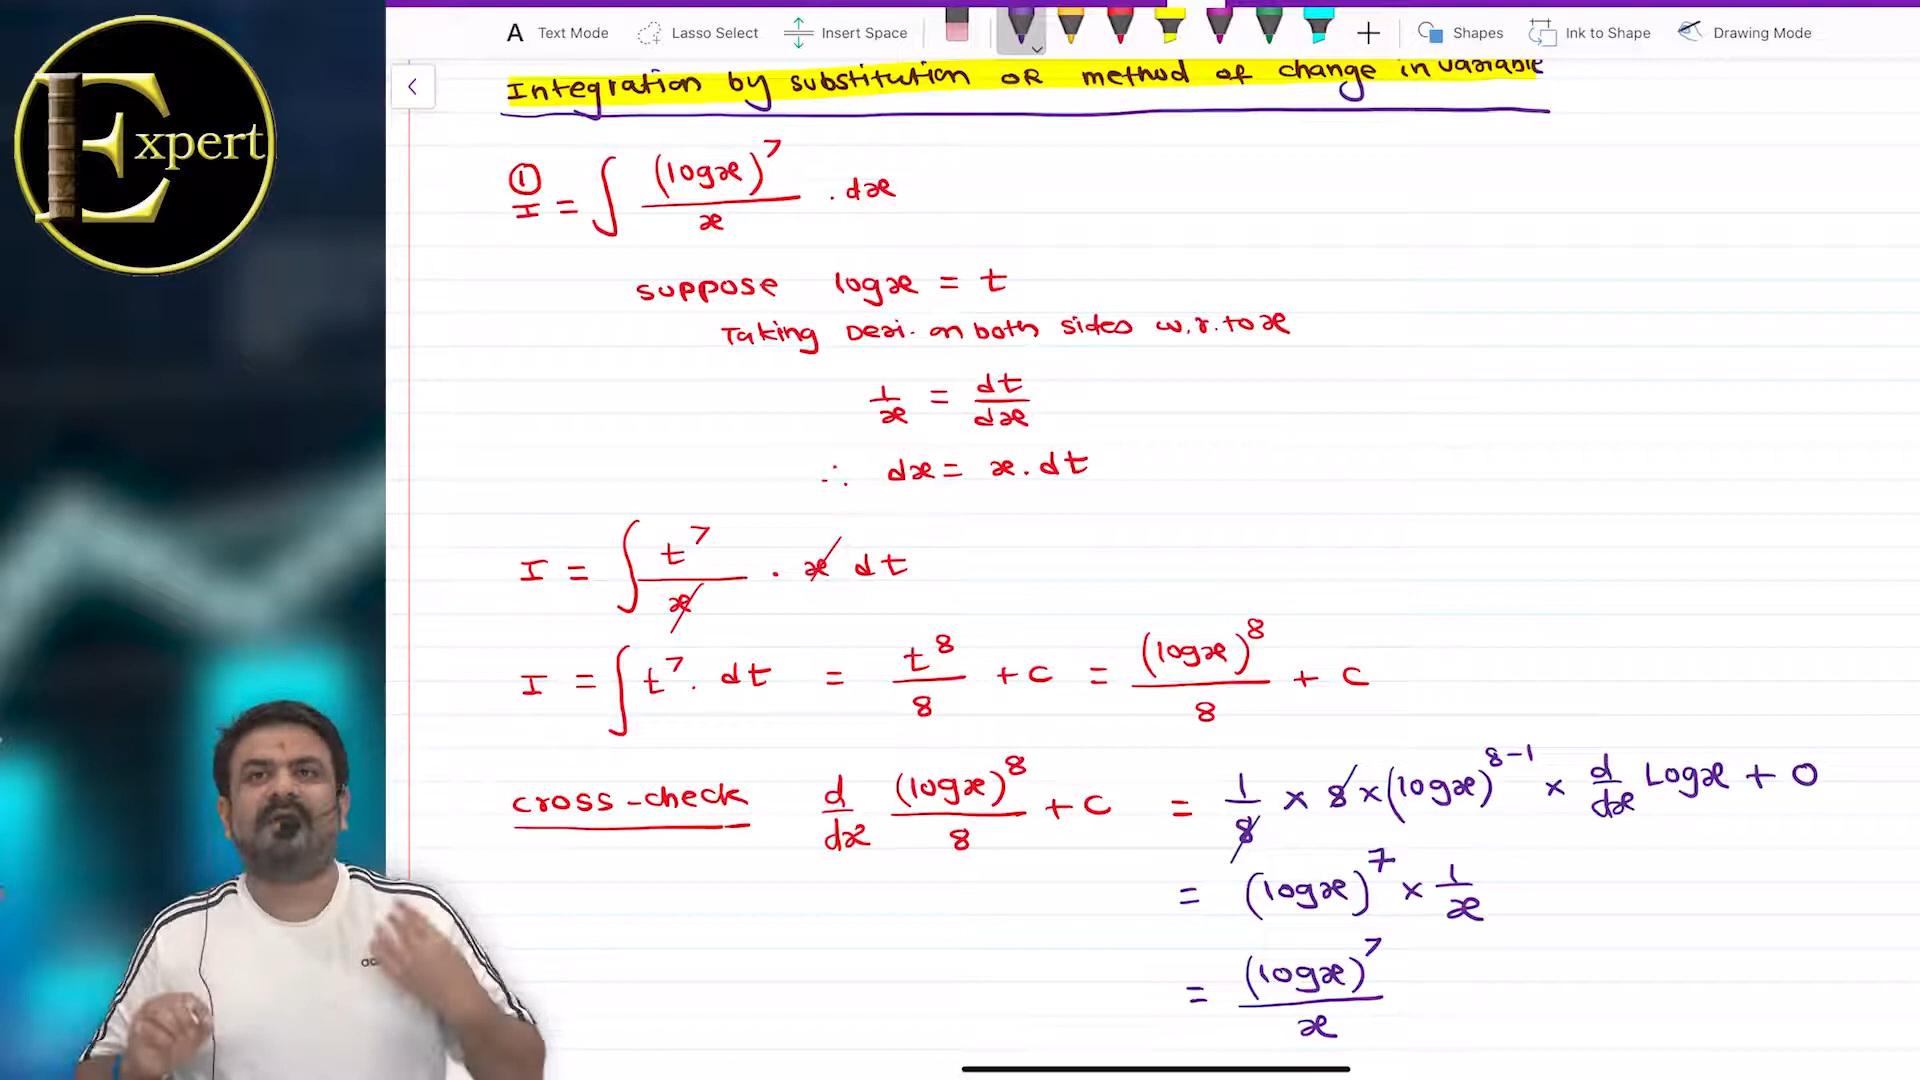 Expert
A Text Mode Lasso Select Insert Space Shapes Ink to Shape Drawing Mode
Integration by substitution OR method of change in variable
① I = ∫ (logx)^7 / x . dx
suppose logx = t
Taking Deri. on both sides w.r.to x
1/x = dt/dx
∴ dx = x. dt
I = ∫ t^7 / x . x dt
I = ∫ t^7. dt = t^8 / 8 + C = (logx)^8 / 8 + C
cross-check d/dx (logx)^8 / 8 + C = 1/8 × 8 × (logx)^8-1 × d/dx Logx + 0
= (logx)^7 × 1/x
= (logx)^7 / x